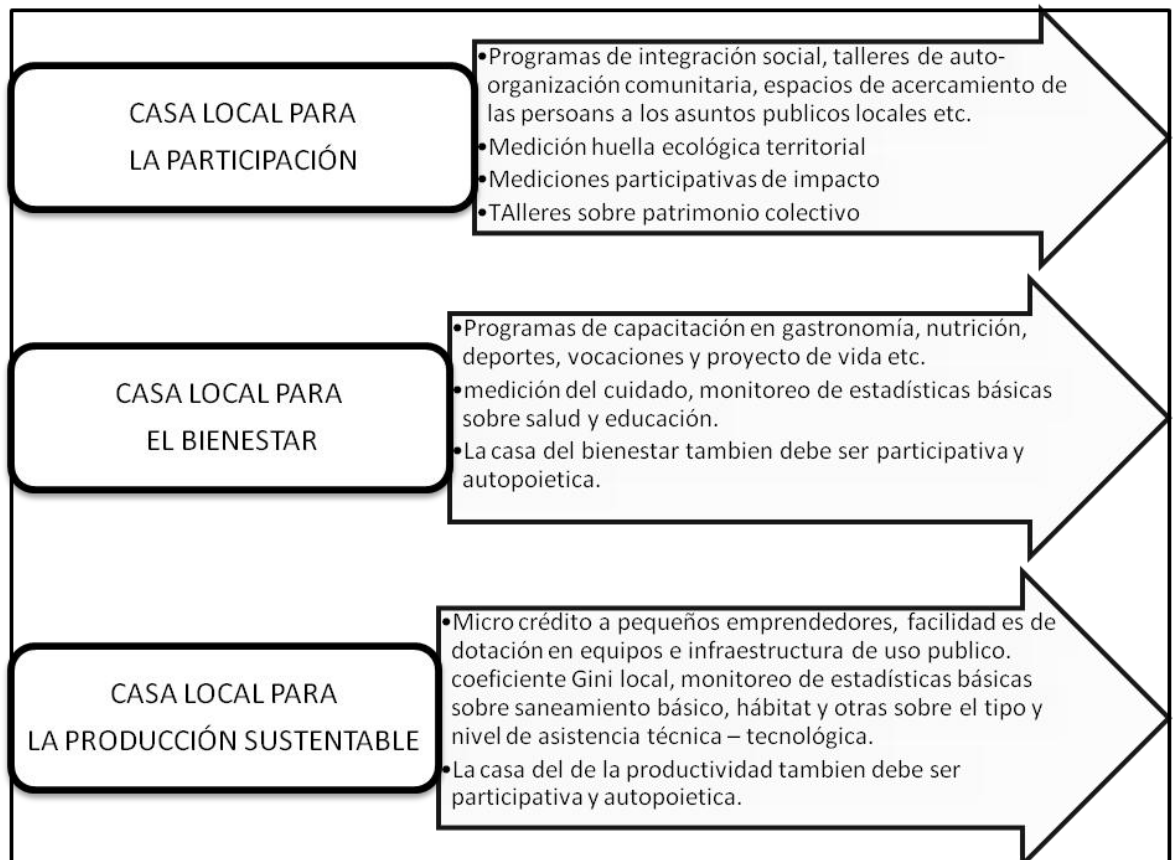 CASA LOCAL PARA
LA PARTICIPACIÓN
•Programas de integración social, talleres de auto-
organización comunitaria, espacios de acercamiento de
las persoans a los asuntos publicos locales etc.
•Medición huella ecológica territorial
•Mediciones participativas de impacto
•TAlleres sobre patrimonio colectivo
CASA LOCAL PARA
EL BIENESTAR
•Programas de capacitación en gastronomía, nutrición,
deportes, vocaciones y proyecto de vida etc.
•medición del cuidado, monitoreo de estadísticas básicas
sobre salud y educación.
•La casa del bienestar tambien debe ser participativa y
autopoietica.
CASA LOCAL PARA
LA PRODUCCIÓN SUSTENTABLE
•Micro crédito a pequeños emprendedores, facilidad es de
dotación en equipos e infraestructura de uso publico.
coeficiente Gini local, monitoreo de estadísticas básicas
sobre saneamiento básico, hábitat y otras sobre el tipo y
nivel de asistencia técnica – tecnológica.
•La casa del de la productividad tambien debe ser
participativa y autopoietica.